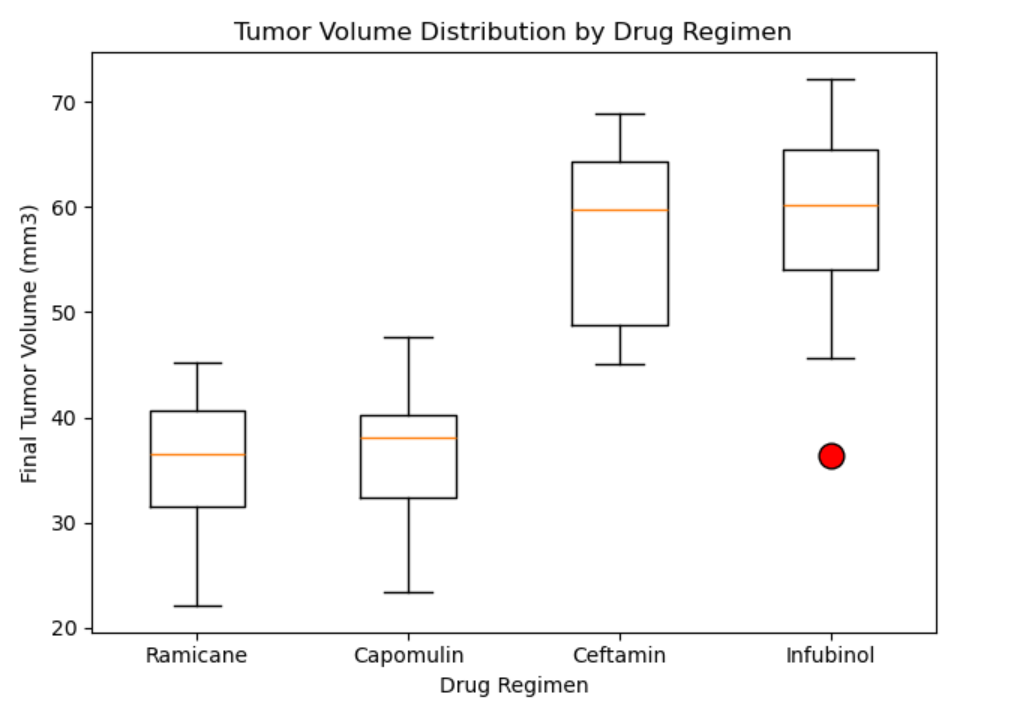 Tumor Volume Distribution by Drug Regimen
70
60
50
40
30
20
Final Tumor Volume (mm3)
Ramicane Capomulin Ceftamin Infubinol
Drug Regimen